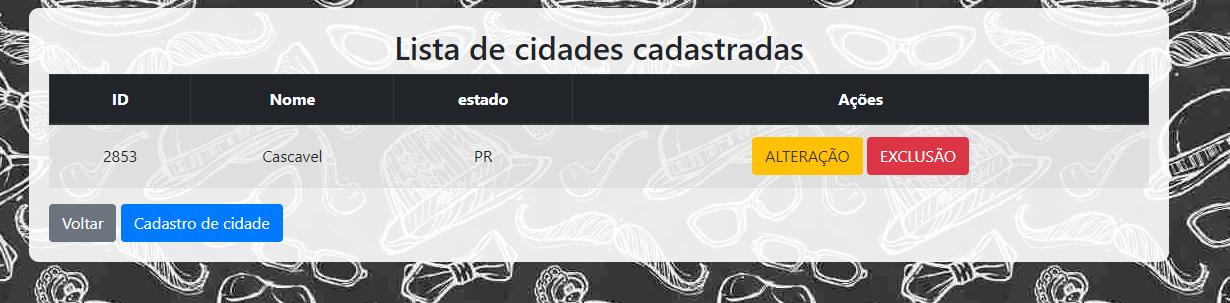 Lista de cidades cadastradas
ID Nome estado Ações
2853 Cascavel PR ALTERAÇÃO EXCLUSÃO
Voltar Cadastro de cidade